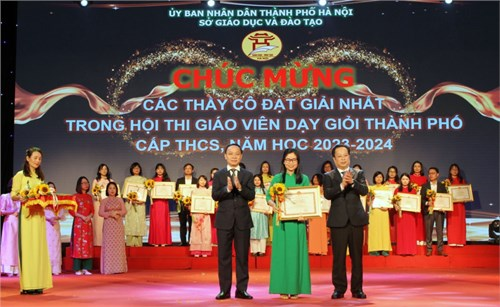 ỦY BAN NHÂN DÂN THÀNH PHỐ HÀ NỘI
SỞ GIÁO DỤC VÀ ĐÀO TẠO
CHÚC MỪNG
CÁC THẦY CÔ ĐẠT GIẢI NHẤT
TRONG HỘI THI GIÁO VIÊN DẠY GIỎI THÀNH PHỐ
CẤP THCS, NĂM HỌC 2023-2024